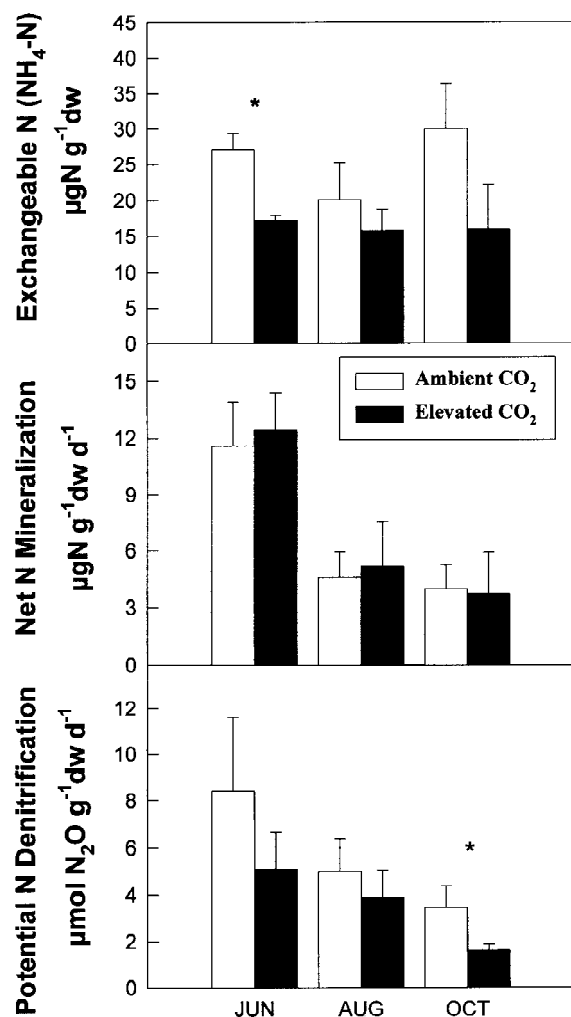 Exchangeable N (NH₄-N)
µgN g⁻¹dw
45
40
35
30
25
20
15
10
5
0
*
Net N Mineralization
µgN g⁻¹dw d⁻¹
15
12
9
6
3
0
Ambient CO₂
Elevated CO₂
Potential N Denitrification
µmol N₂O g⁻¹dw d⁻¹
12
10
8
6
4
2
0
*
JUN AUG OCT